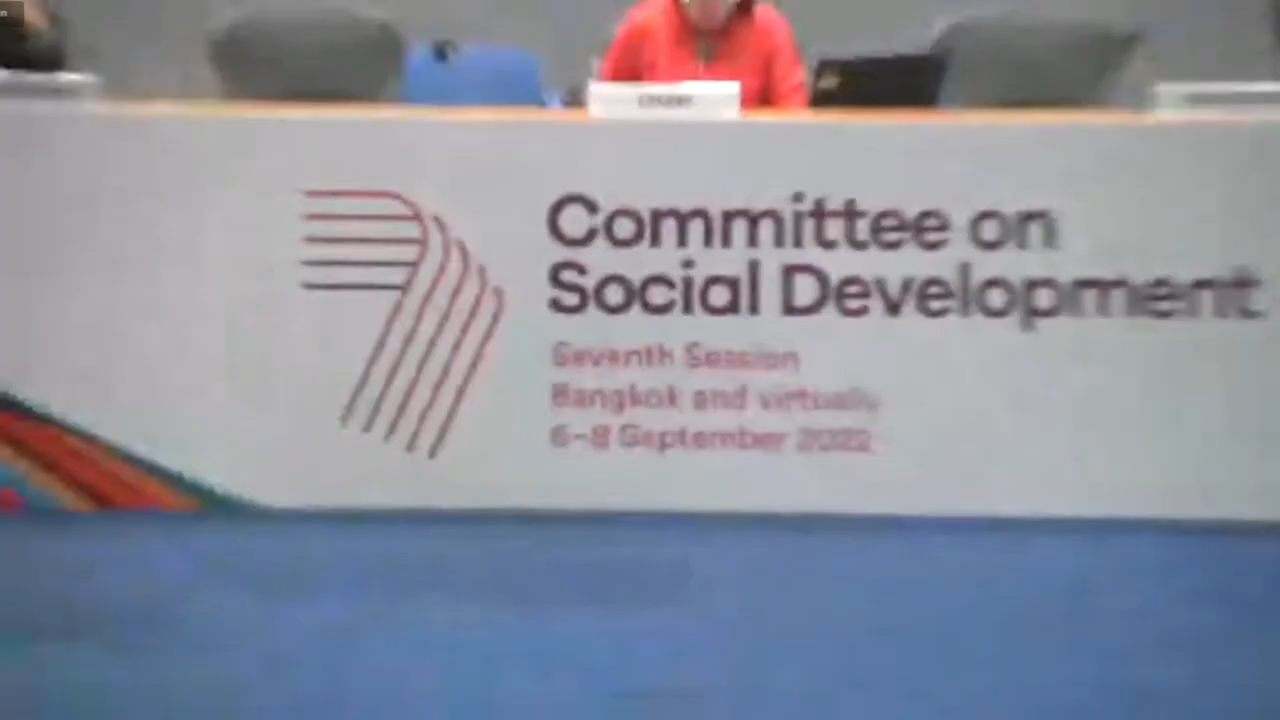 Committee on
Social Development
Seventh Session
Bangkok and virtually
6-8 September 2022